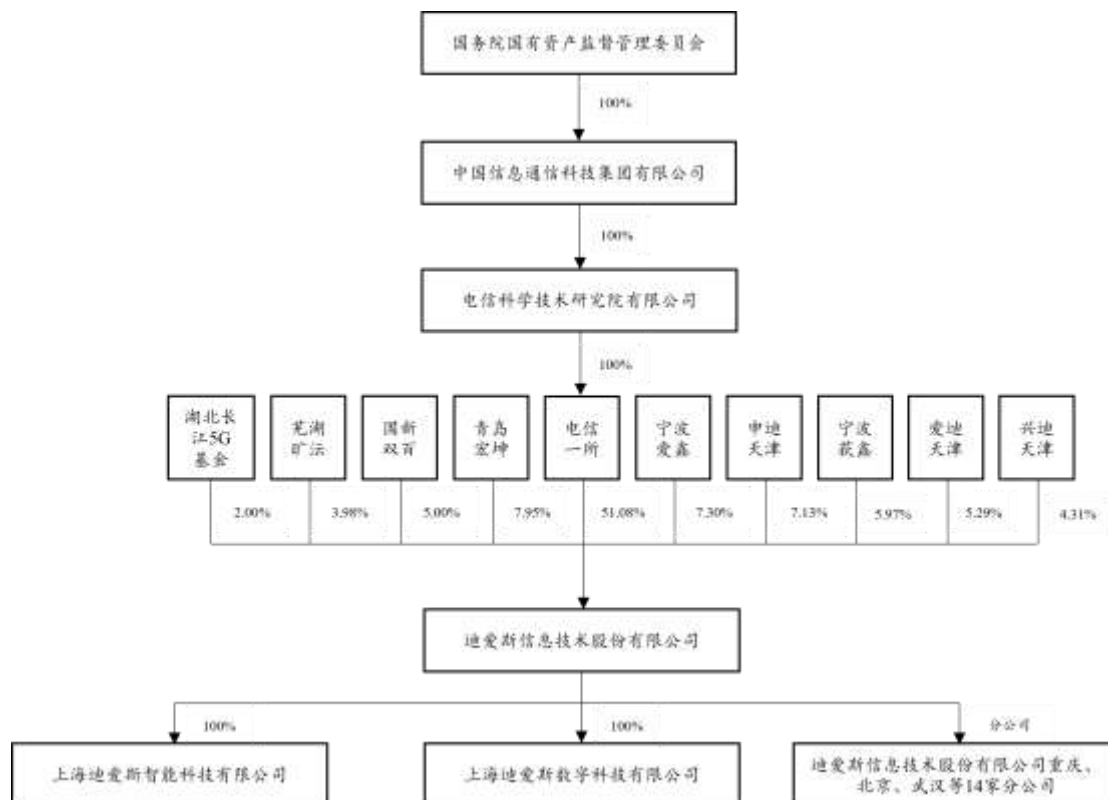 国务院国有资产监督管理委员会
100%
中国信息通信科技集团有限公司
100%
电信科学技术研究院有限公司
100%
湖北长
江5G
基金
芜湖
旷沄
国新
双百
青岛
宏坤
电信
一所
宁波
爱鑫
申迪
天津
宁波
荻鑫
爱迪
天津
兴迪
天津
2.00%
3.98%
5.00%
7.95%
51.08%
7.30%
7.13%
5.97%
5.29%
4.31%
迪爱斯信息技术股份有限公司
100%
100%
分公司
上海迪爱斯智能科技有限公司
上海迪爱斯数字科技有限公司
迪爱斯信息技术股份有限公司重庆、
北京、武汉等14家分公司